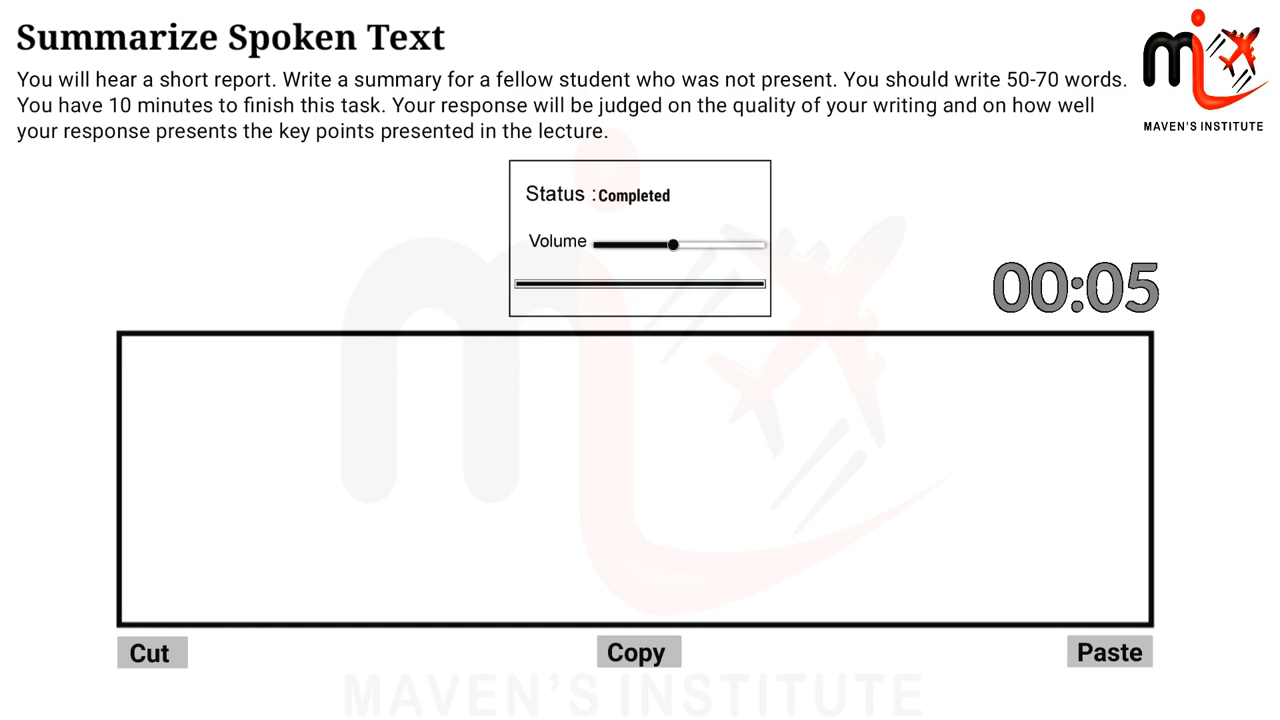 Summarize Spoken Text
You will hear a short report. Write a summary for a fellow student who was not present. You should write 50-70 words.
You have 10 minutes to finish this task. Your response will be judged on the quality of your writing and on how well
your response presents the key points presented in the lecture.
mi
MAVEN'S INSTITUTE
Status : Completed
Volume
00:05
Cut Copy Paste
MAVEN'S INSTITUTE